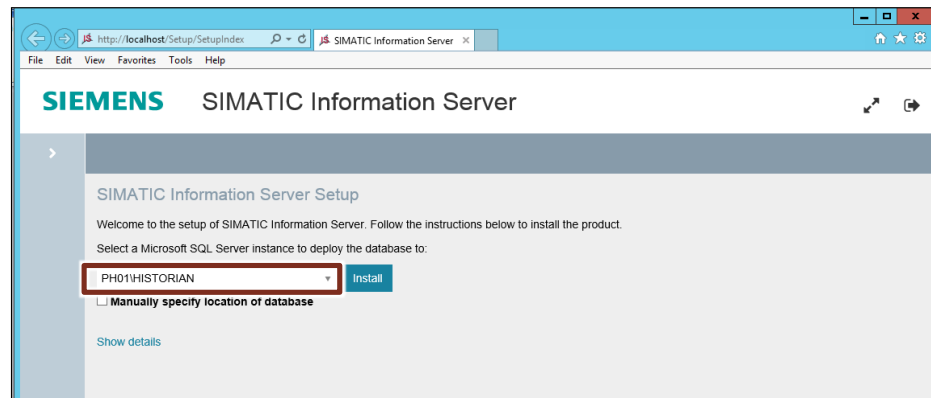 http://localhost/Setup/SetupIndex
SIMATIC Information Server
File Edit View Favorites Tools Help
SIEMENS SIMATIC Information Server
SIMATIC Information Server Setup
Welcome to the setup of SIMATIC Information Server. Follow the instructions below to install the product.
Select a Microsoft SQL Server instance to deploy the database to:
PH01\HISTORIAN Install
Manually specify location of database
Show details